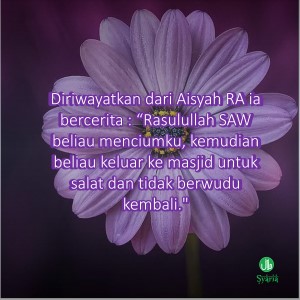 Diriwayatkan dari Aisyah RA ia
bercerita : “Rasulullah SAW
beliau menciumku, kemudian
beliau keluar ke masjid untuk
salat dan tidak berwudu
kembali."
Syaria